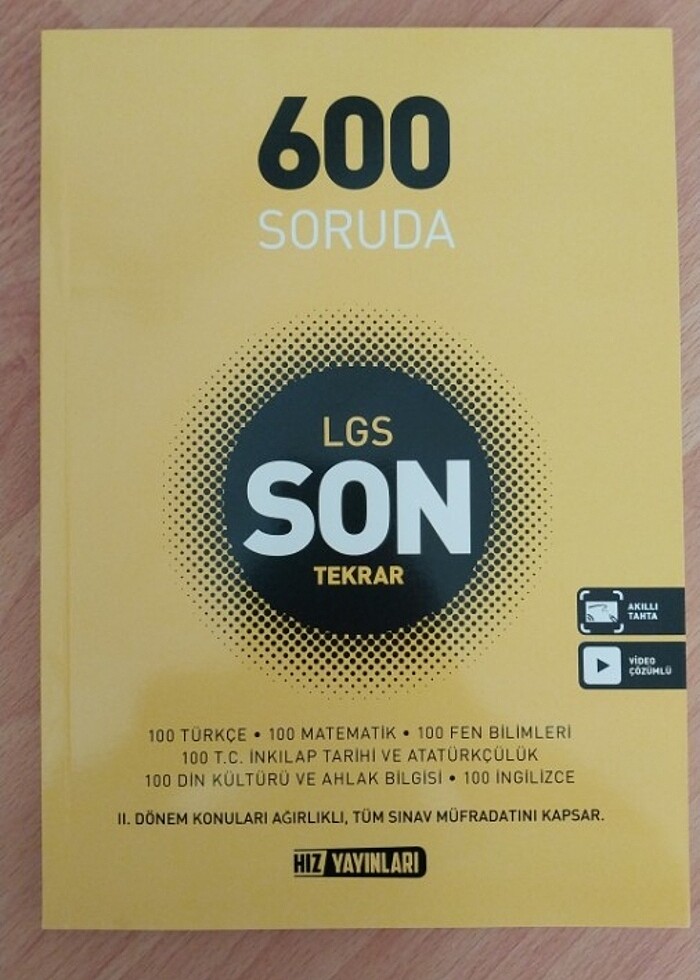 600
SORUDA
LGS
SON
TEKRAR
AKILLI
TAHTA
VİDEO
ÇÖZÜMLÜ
100 TÜRKÇE • 100 MATEMATİK • 100 FEN BİLİMLERİ
100 T.C. İNKILAP TARİHİ VE ATATÜRKÇÜLÜK
100 DİN KÜLTÜRÜ VE AHLAK BİLGİSİ • 100 İNGİLİZCE
II. DÖNEM KONULARI AĞIRLIKLI, TÜM SINAV MÜFRADATINI KAPSAR.
HIZ YAYINLARI